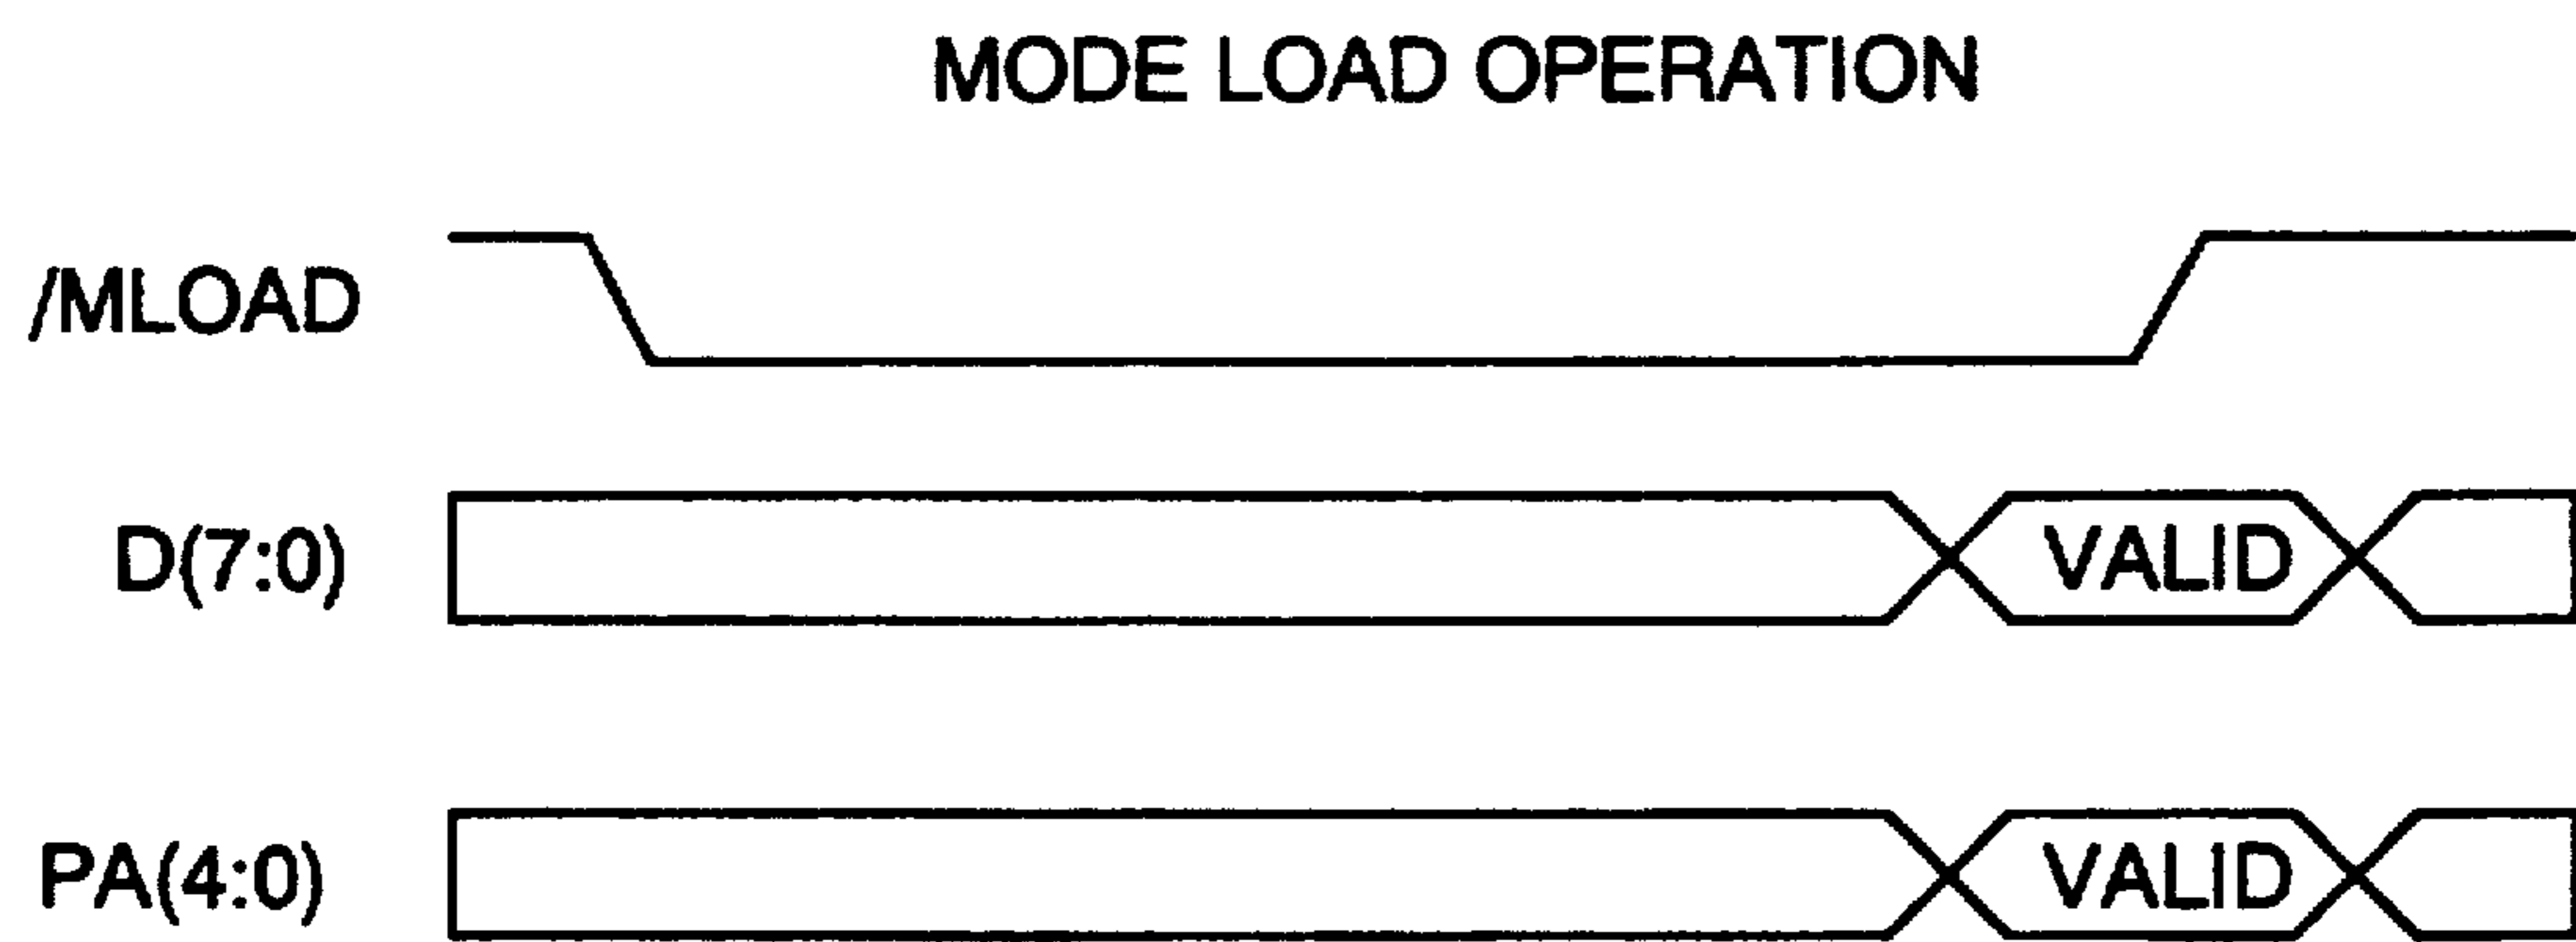 MODE LOAD OPERATION
/MLOAD
D(7:0) VALID
PA(4:0) VALID